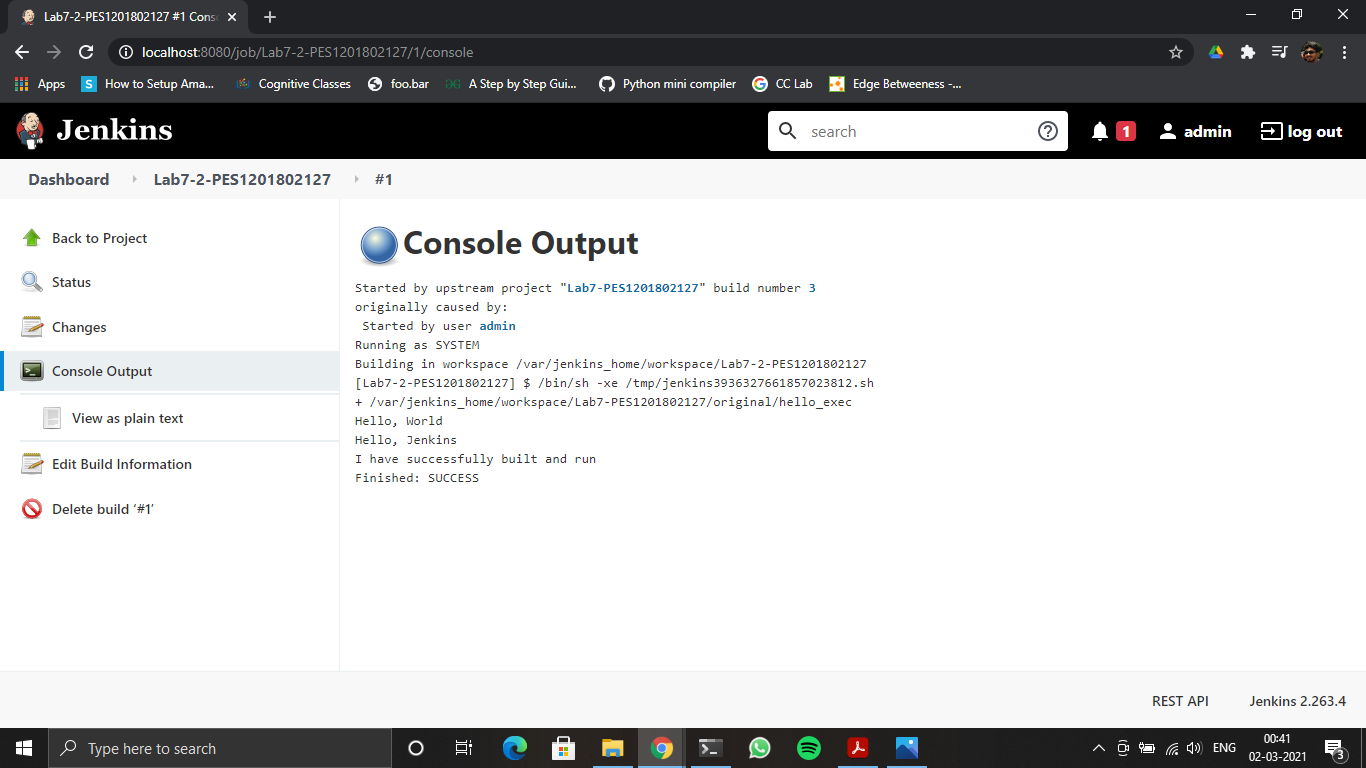 Lab7-2-PES1201802127 #1 Cons
localhost:8080/job/Lab7-2-PES1201802127/1/console
Apps
S How to Setup Ama...
Cognitive Classes
foo.bar
A Step by Step Gui...
Python mini compiler
CC Lab
Edge Betweeness -...
Jenkins
search
1
admin
log out
Dashboard
Lab7-2-PES1201802127
#1
Back to Project
Status
Changes
Console Output
View as plain text
Edit Build Information
Delete build ‘#1’
Console Output
Started by upstream project "Lab7-PES1201802127" build number 3
originally caused by:
Started by user admin
Running as SYSTEM
Building in workspace /var/jenkins_home/workspace/Lab7-2-PES1201802127
[Lab7-2-PES1201802127] $ /bin/sh -xe /tmp/jenkins3936327661857023812.sh
+ /var/jenkins_home/workspace/Lab7-PES1201802127/original/hello_exec
Hello, World
Hello, Jenkins
I have successfully built and run
Finished: SUCCESS
REST API
Jenkins 2.263.4
Type here to search
ENG
00:41
02-03-2021
3